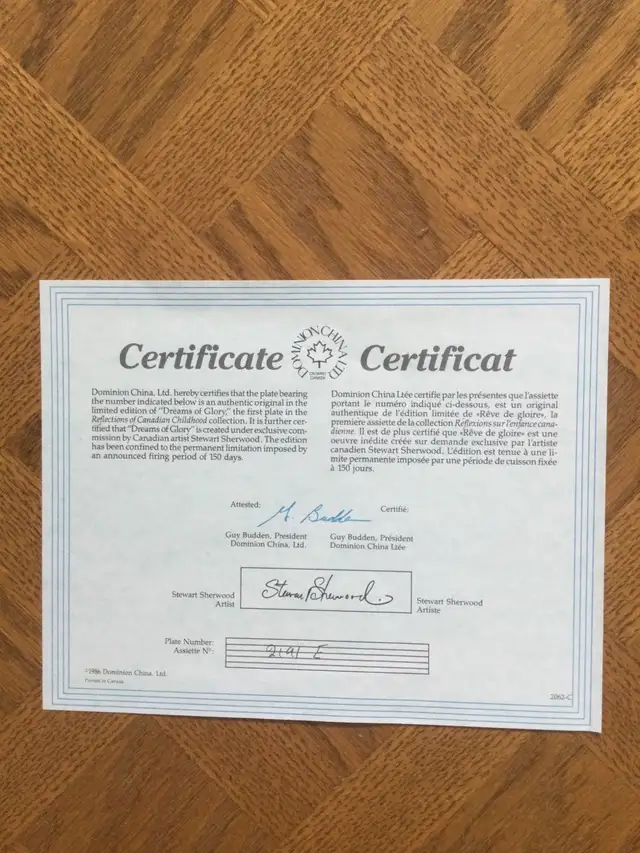 Certificate
DOMINION CHINA LTD.
ONTARIO
CANADA
Certificat
Dominion China, Ltd. hereby certifies that the plate bearing
the number indicated below is an authentic original in the
limited edition of "Dreams of Glory," the first plate in the
Reflections of Canadian Childhood collection. It is further cer-
tified that "Dreams of Glory" is created under exclusive com-
mission by Canadian artist Stewart Sherwood. The edition
has been confined to the permanent limitation imposed by
an announced firing period of 150 days.
Dominion China Ltée certifie par les présentes que l'assiette
portant le numéro indiqué ci-dessous, est un original
authentique de l'édition limitée de «Rêve de gloire», la
première assiette de la collection Réflexions sur l'enfance cana-
dienne. Il est de plus certifié que «Rêve de gloire» est une
oeuvre inédite créée sur demande exclusive par l'artiste
canadien Stewart Sherwood. L'édition est tenue à une li-
mite permanente imposée par une période de cuisson fixée
à 150 jours.
Attested:
G. Budden
Certifié:
Guy Budden, President
Dominion China, Ltd.
Guy Budden, Président
Dominion China Ltée
Stewart Sherwood
Artist
Stewart Sherwood
Stewart Sherwood
Artiste
Plate Number:
Assiette N°:
2191 E
©1986 Dominion China, Ltd.
Printed in Canada
2062-C